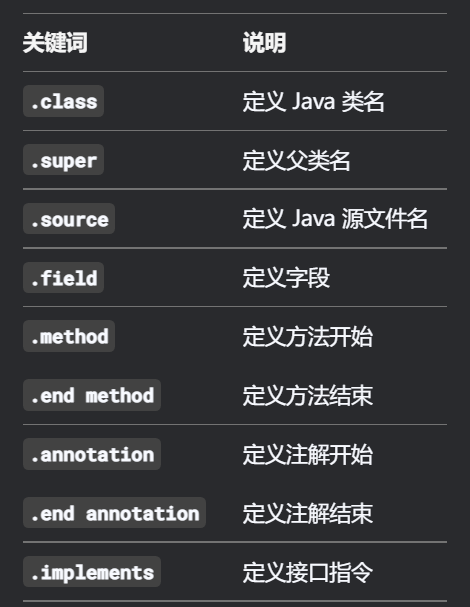 关键词 说明
.class 定义 Java 类名
.super 定义父类名
.source 定义 Java 源文件名
.field 定义字段
.method 定义方法开始
.end method 定义方法结束
.annotation 定义注解开始
.end annotation 定义注解结束
.implements 定义接口指令